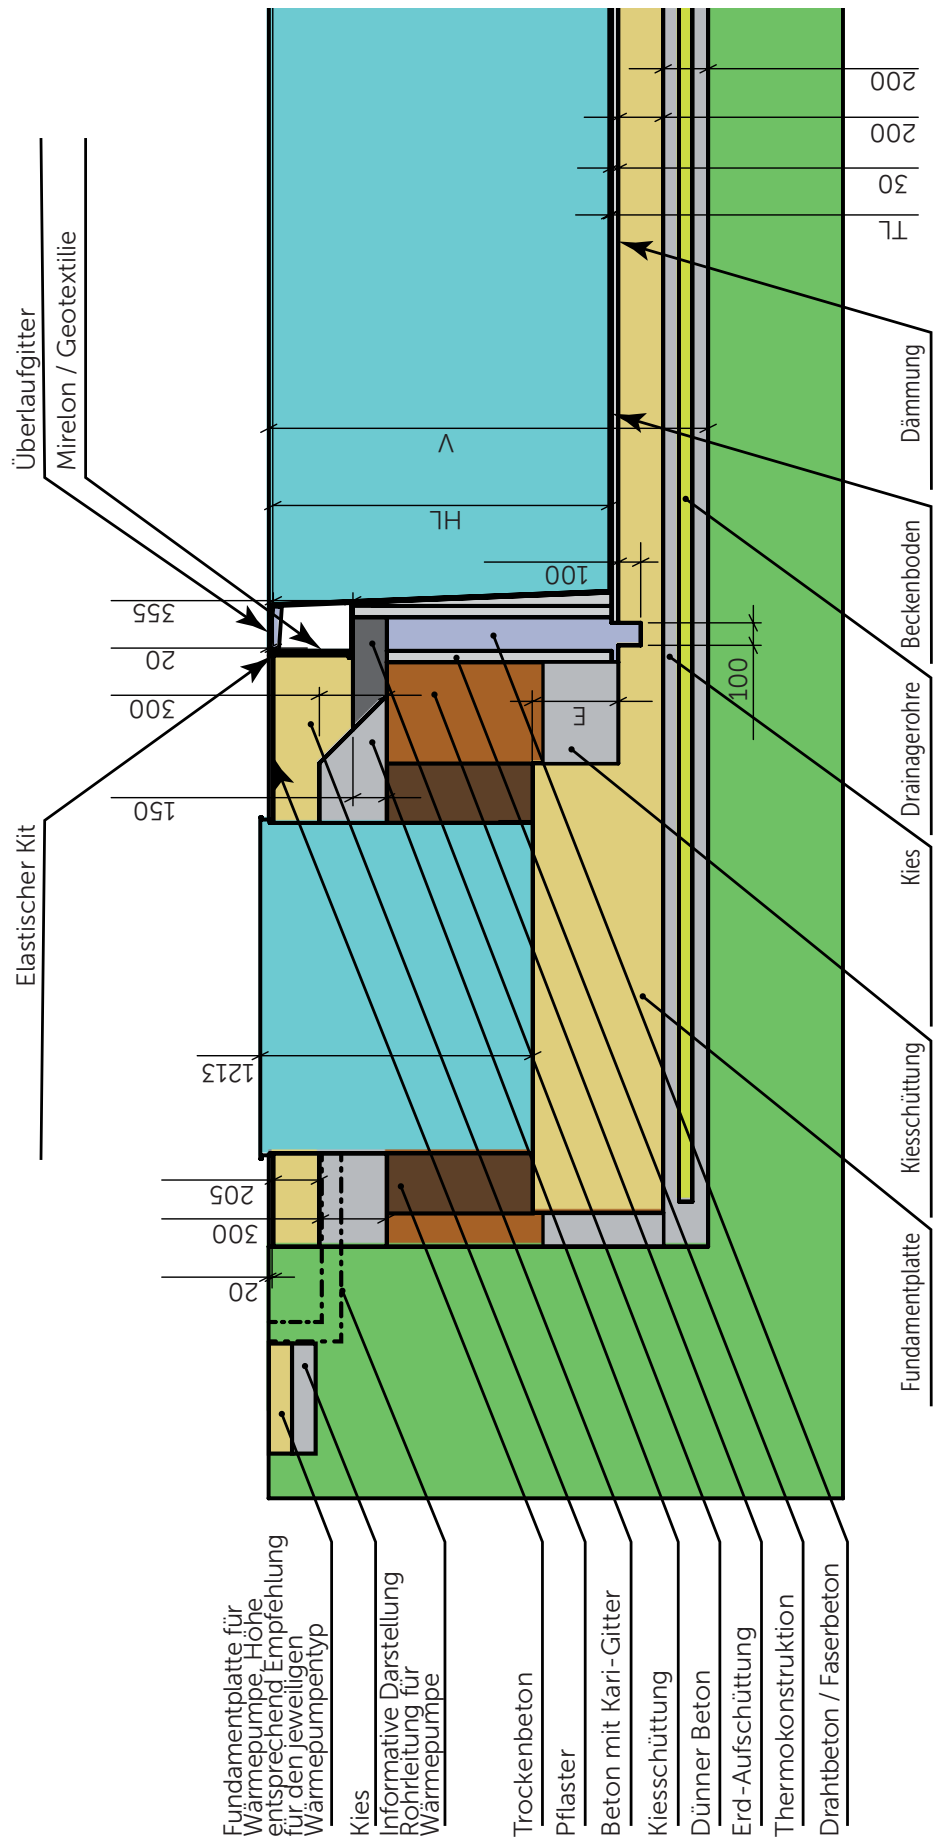 Überlaufgitter
Mirelon / Geotextilie
Elastischer Kit
355
20
300
150
1213
205
300
20
V
HL
100
100
E
200
200
30
TL
Dämmung
Beckenboden
Drainagerohre
Kies
Kiesschüttung
Fundamentplatte
Fundamentplatte für
Wärmepumpe, Höhe
entsprechend Empfehlung
für den jeweiligen
Wärmepumpentyp
Kies
Informative Darstellung
Rohrleitung für
Wärmepumpe
Trockenbeton
Pflaster
Beton mit Kari-Gitter
Kiesschüttung
Dünner Beton
Erd-Aufschüttung
Thermokonstruktion
Drahtbeton / Faserbeton